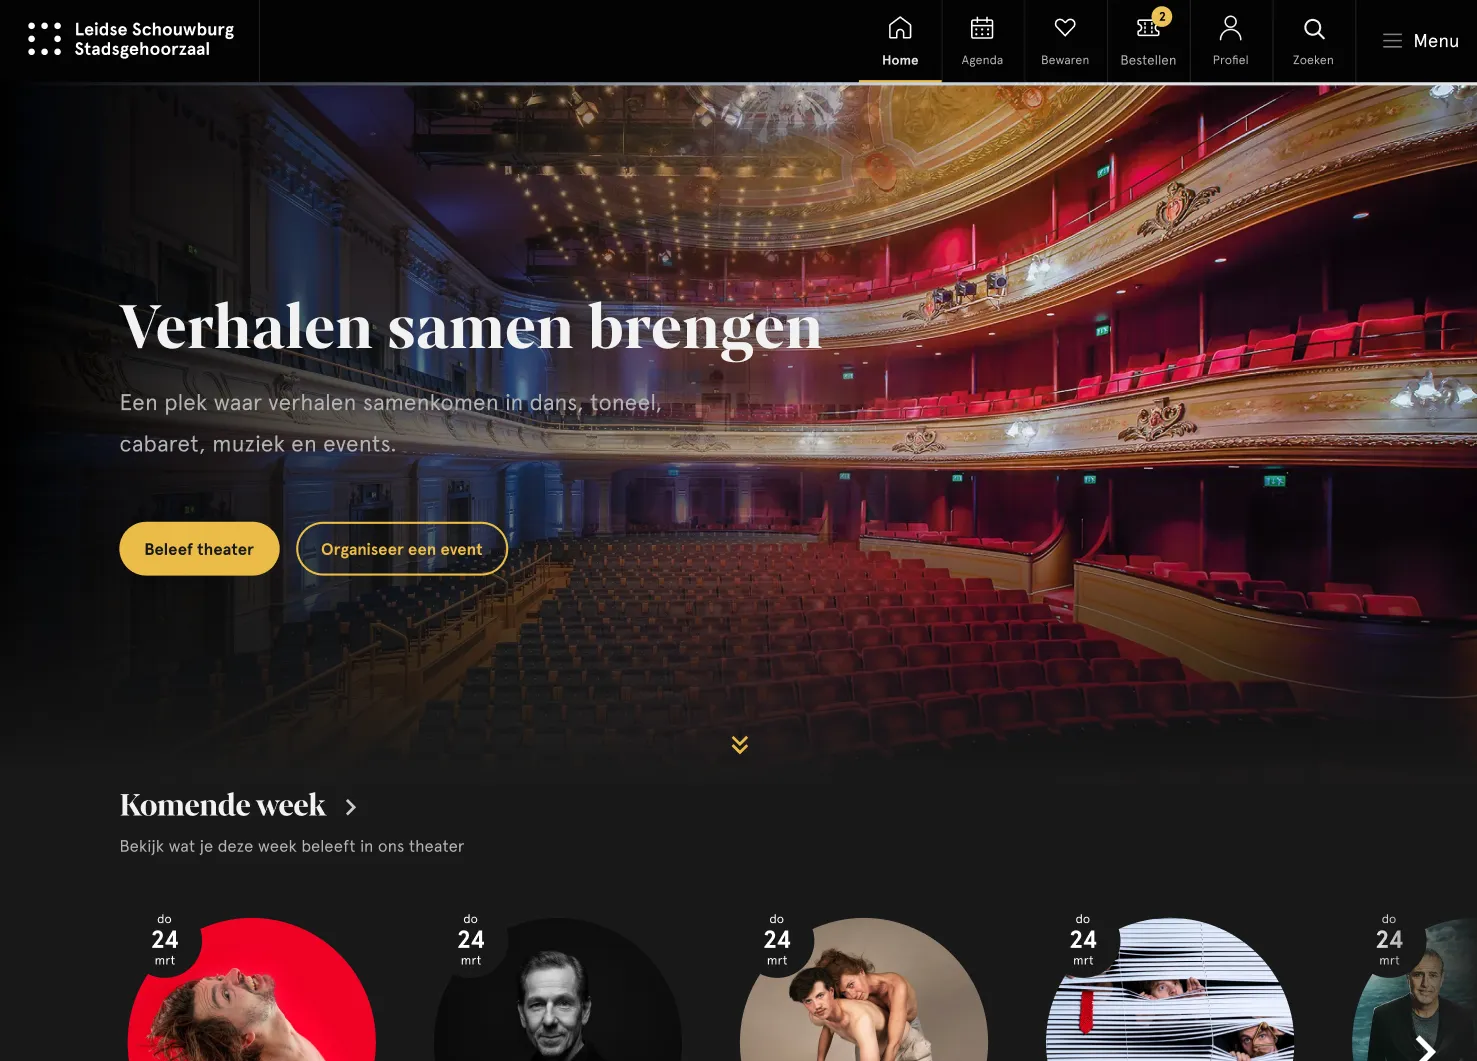 Leidse Schouwburg
Stadsgehoorzaal
2
Home
Agenda
Bewaren
Bestellen
Profiel
Zoeken
Menu
Verhalen samen brengen
Een plek waar verhalen samenkomen in dans, toneel,
cabaret, muziek en events.
Beleef theater
Organiseer een event
Komende week
Bekijk wat je deze week beleeft in ons theater
do
24
mrt
do
24
mrt
do
24
mrt
do
24
mrt
do
24
mrt